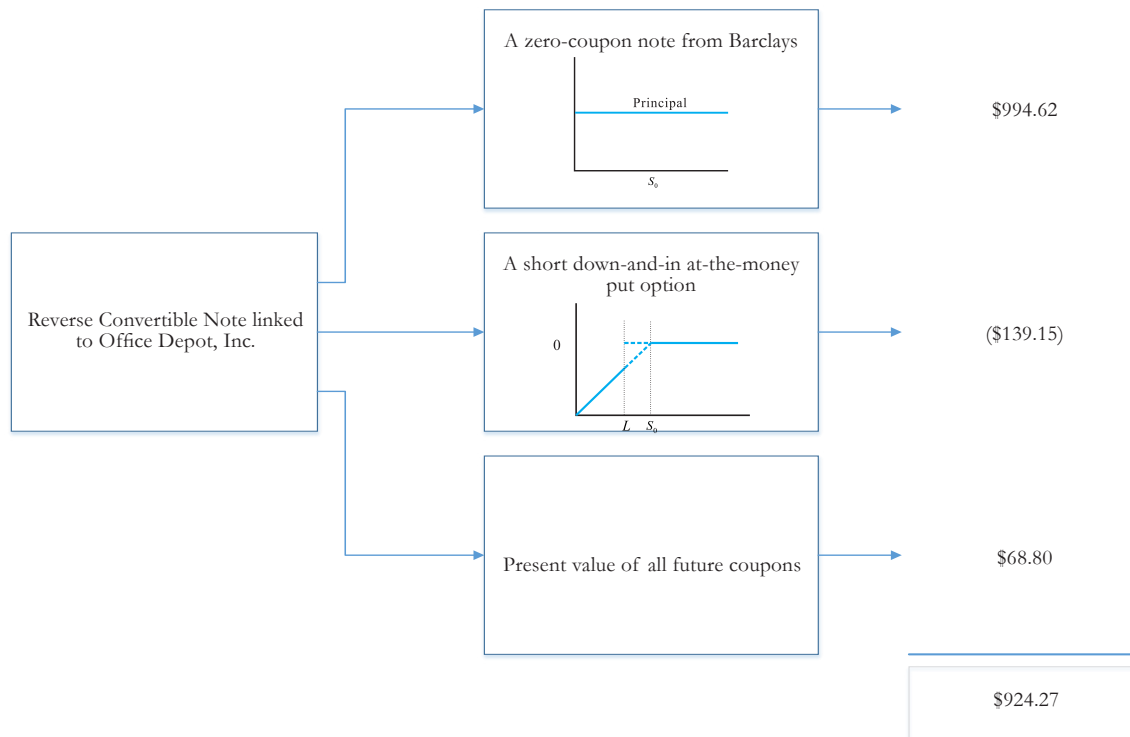 A zero-coupon note from Barclays
Principal
S₀
$994.62
Reverse Convertible Note linked
to Office Depot, Inc.
A short down-and-in at-the-money
put option
0
L S₀
($139.15)
Present value of all future coupons
$68.80
$924.27